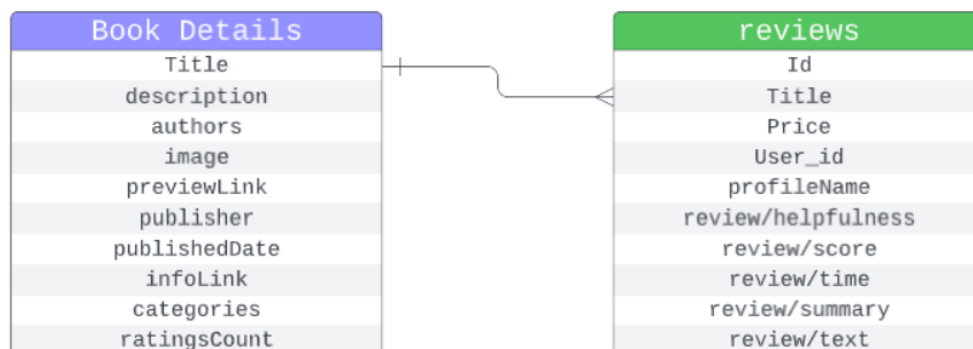 Book Details
Title
description
authors
image
previewLink
publisher
publishedDate
infoLink
categories
ratingsCount
reviews
Id
Title
Price
User_id
profileName
review/helpfulness
review/score
review/time
review/summary
review/text